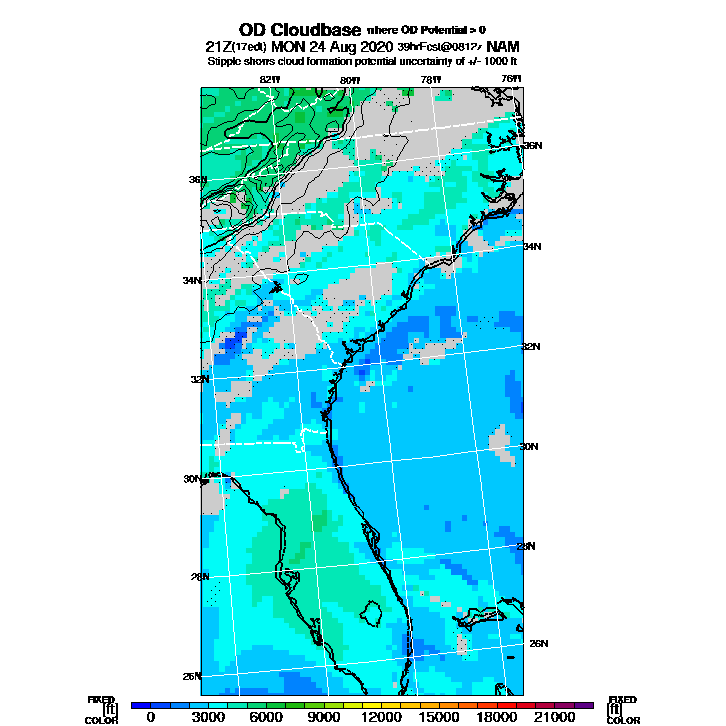 OD Cloudbase where OD Potential > 0
21Z(17edt) MON 24 Aug 2020 39hrFcst@0812z NAM
Stipple shows cloud formation potential uncertainty of +/- 1000 ft
82W 80W 78W 76W
36N
36N
34N
34N
32N
32N
30N
30N
28N
28N
26N
26N
FIXED FIXED
[ft] 0 3000 6000 9000 12000 15000 18000 21000 [ft]
COLOR COLOR